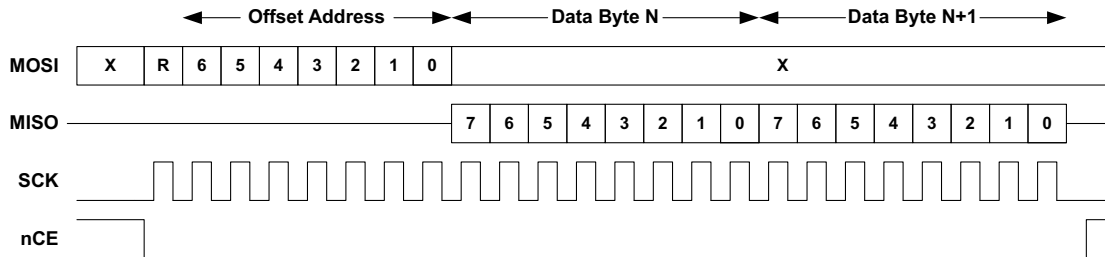 Offset Address Data Byte N Data Byte N+1
MOSI X R 6 5 4 3 2 1 0 X
MISO 7 6 5 4 3 2 1 0 7 6 5 4 3 2 1 0
SCK
nCE